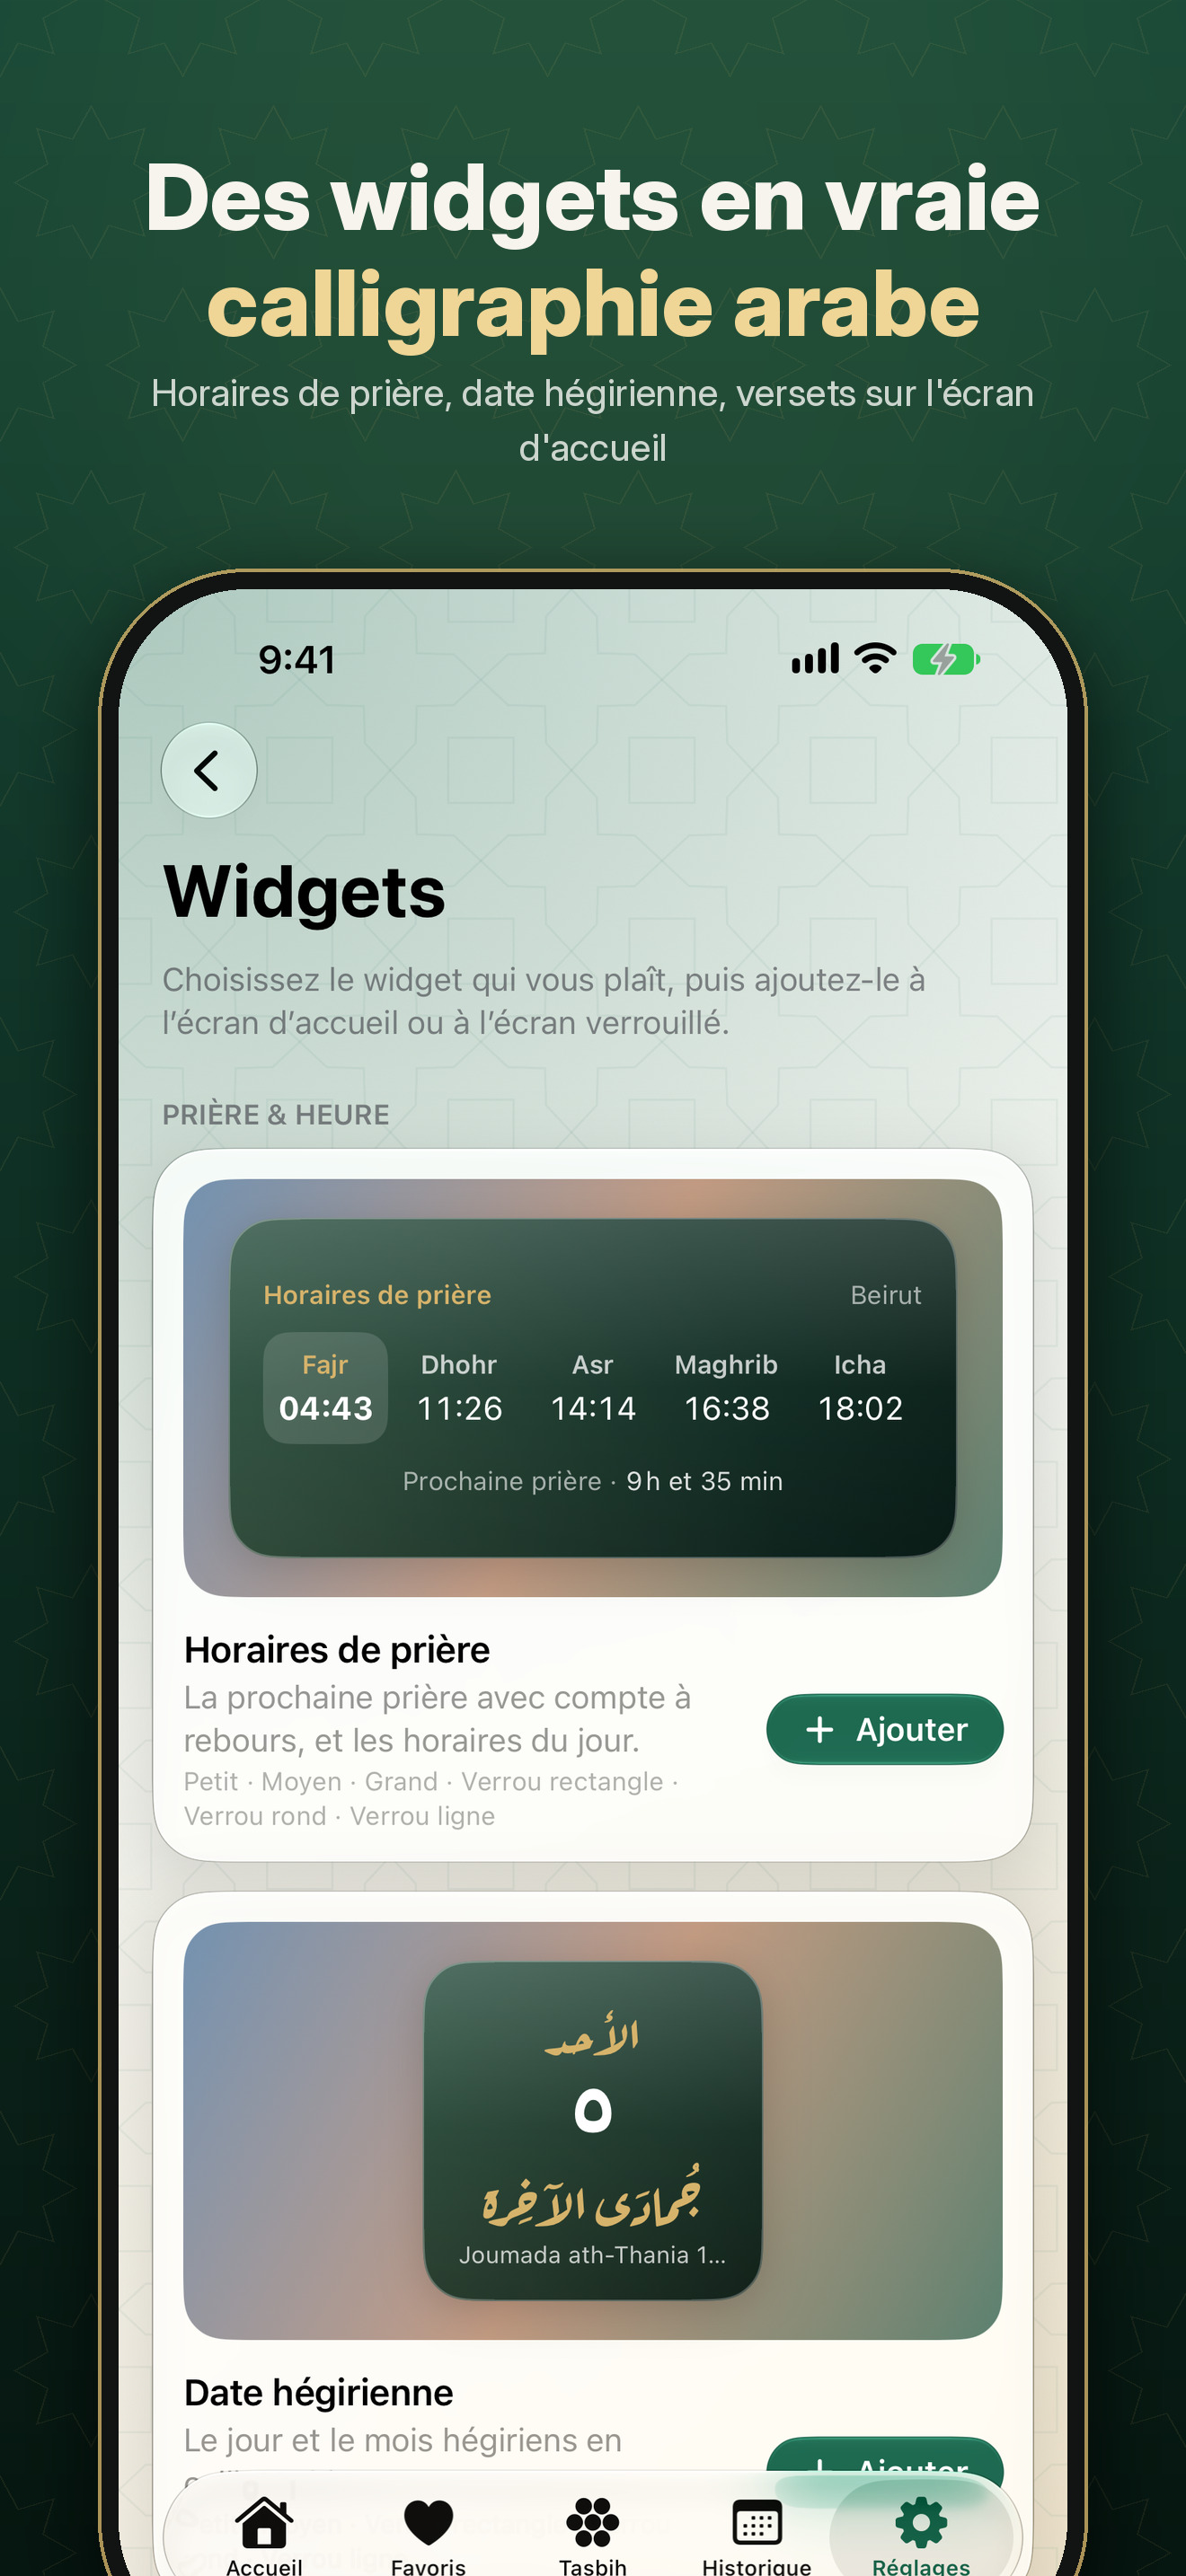 Des widgets en vraie
calligraphie arabe
Horaires de prière, date hégirienne, versets sur l'écran
d'accueil
9:41
Widgets
Choisissez le widget qui vous plaît, puis ajoutez-le à
l’écran d’accueil ou à l’écran verrouillé.
PRIÈRE & HEURE
Horaires de prière Beirut
Fajr Dhohr Asr Maghrib Icha
04:43 11:26 14:14 16:38 18:02
Prochaine prière · 9 h et 35 min
Horaires de prière
La prochaine prière avec compte à
rebours, et les horaires du jour.
Ajouter
Petit · Moyen · Grand · Verrou rectangle ·
Verrou rond · Verrou ligne
الأحد
٥
جُمادَى الآخِرة
Joumada ath-Thania 1...
Date hégirienne
Le jour et le mois hégiriens en
Ajouter
Accueil Favoris Tasbih Historique Réglages